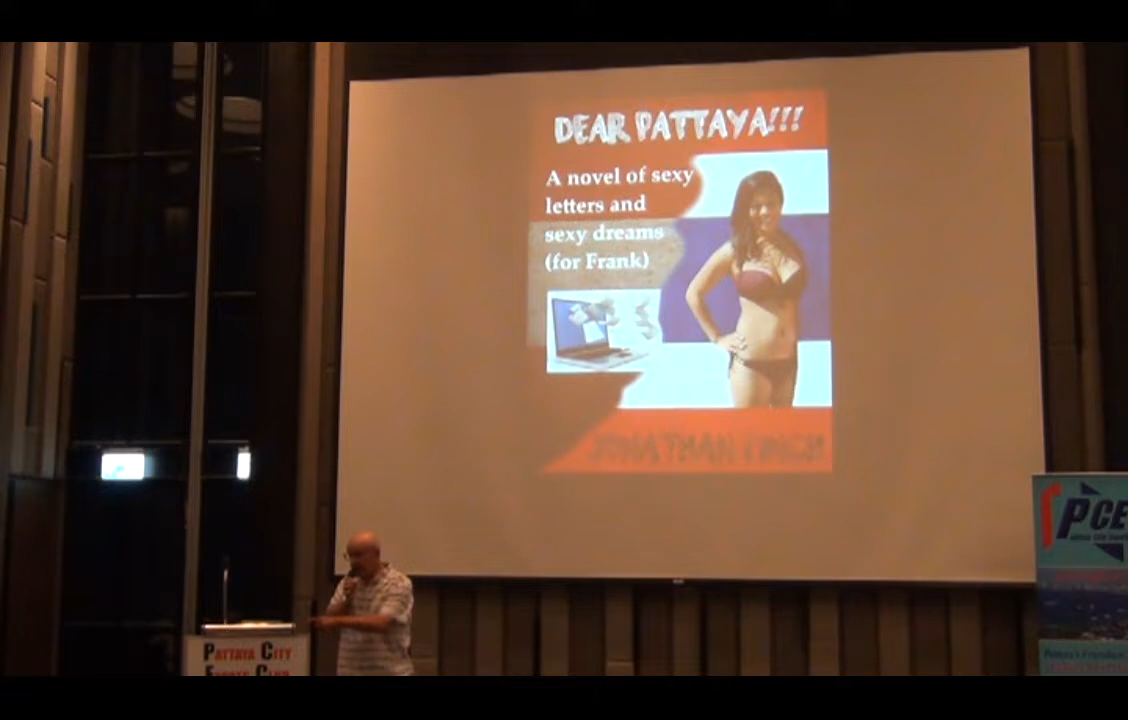 DEAR PATTAYA!!!
A novel of sexy
letters and
sexy dreams
(for Frank)
JONATHAN FINCH
PATTAYA CITY
PCE